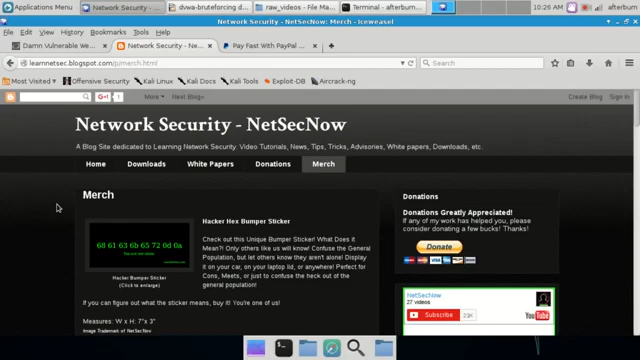 Applications Menu
Network Security - ...
dvwa-bruteforcing.do...
raw_videos - File Ma...
Terminal - afterbum...
10:26 AM
afterburn
Network Security - NetSecNow: Merch - Iceweasel
File Edit View History Bookmarks Tools Help
Damn Vulnerable We...
Network Security - Net...
Pay Fast With PayPal ...
learnnetsec.blogspot.com/p/merch.html
Search
Most Visited
Offensive Security
Kali Linux
Kali Docs
Kali Tools
Exploit-DB
Aircrack-ng
G+1
1
More
Next Blog»
Create Blog
Sign In
Network Security - NetSecNow
A Blog Site dedicated to Learning Network Security. Video Tutorials, News, Tips, Tricks, Advisories, White papers, Downloads, etc.
Home
Downloads
White Papers
Donations
Merch
Merch
68 61 63 6b 65 72 0d 0a
Hacker Bumper Sticker
(Click to enlarge)
Hacker Hex Bumper Sticker
Check out this Unique Bumper Sticker! What Does it
Mean?! Only others like us will know! Confuse the General
Population, but let others know they aren't alone! Display
it on your car, on your laptop lid, or anywhere! Perfect for
Cons, Meets, or just to confuse the heck out of the
general population!
If you can figure out what the sticker means, buy it! You're one of us!
Measures: W x H: 7"x 3"
Image Trademark of NetSecNow
Donations
Donations Greatly Appreciated!
If any of my work has helped you, please
consider donating a few bucks! Thanks!
Donate
NetSecNow
27 videos
Subscribe
YouTube